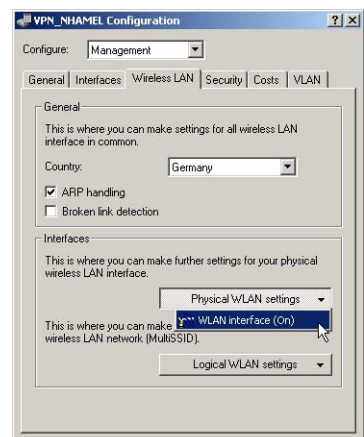 VPN_NHAMEL Configuration
Configure: Management
General Interfaces Wireless LAN Security Costs VLAN
General
This is where you can make settings for all wireless LAN
interface in common.
Country: Germany
ARP handling
Broken link detection
Interfaces
This is where you can make further settings for your physical
wireless LAN interface.
Physical WLAN settings
WLAN interface (On)
This is where you can make
wireless LAN network (MultiSSID).
Logical WLAN settings